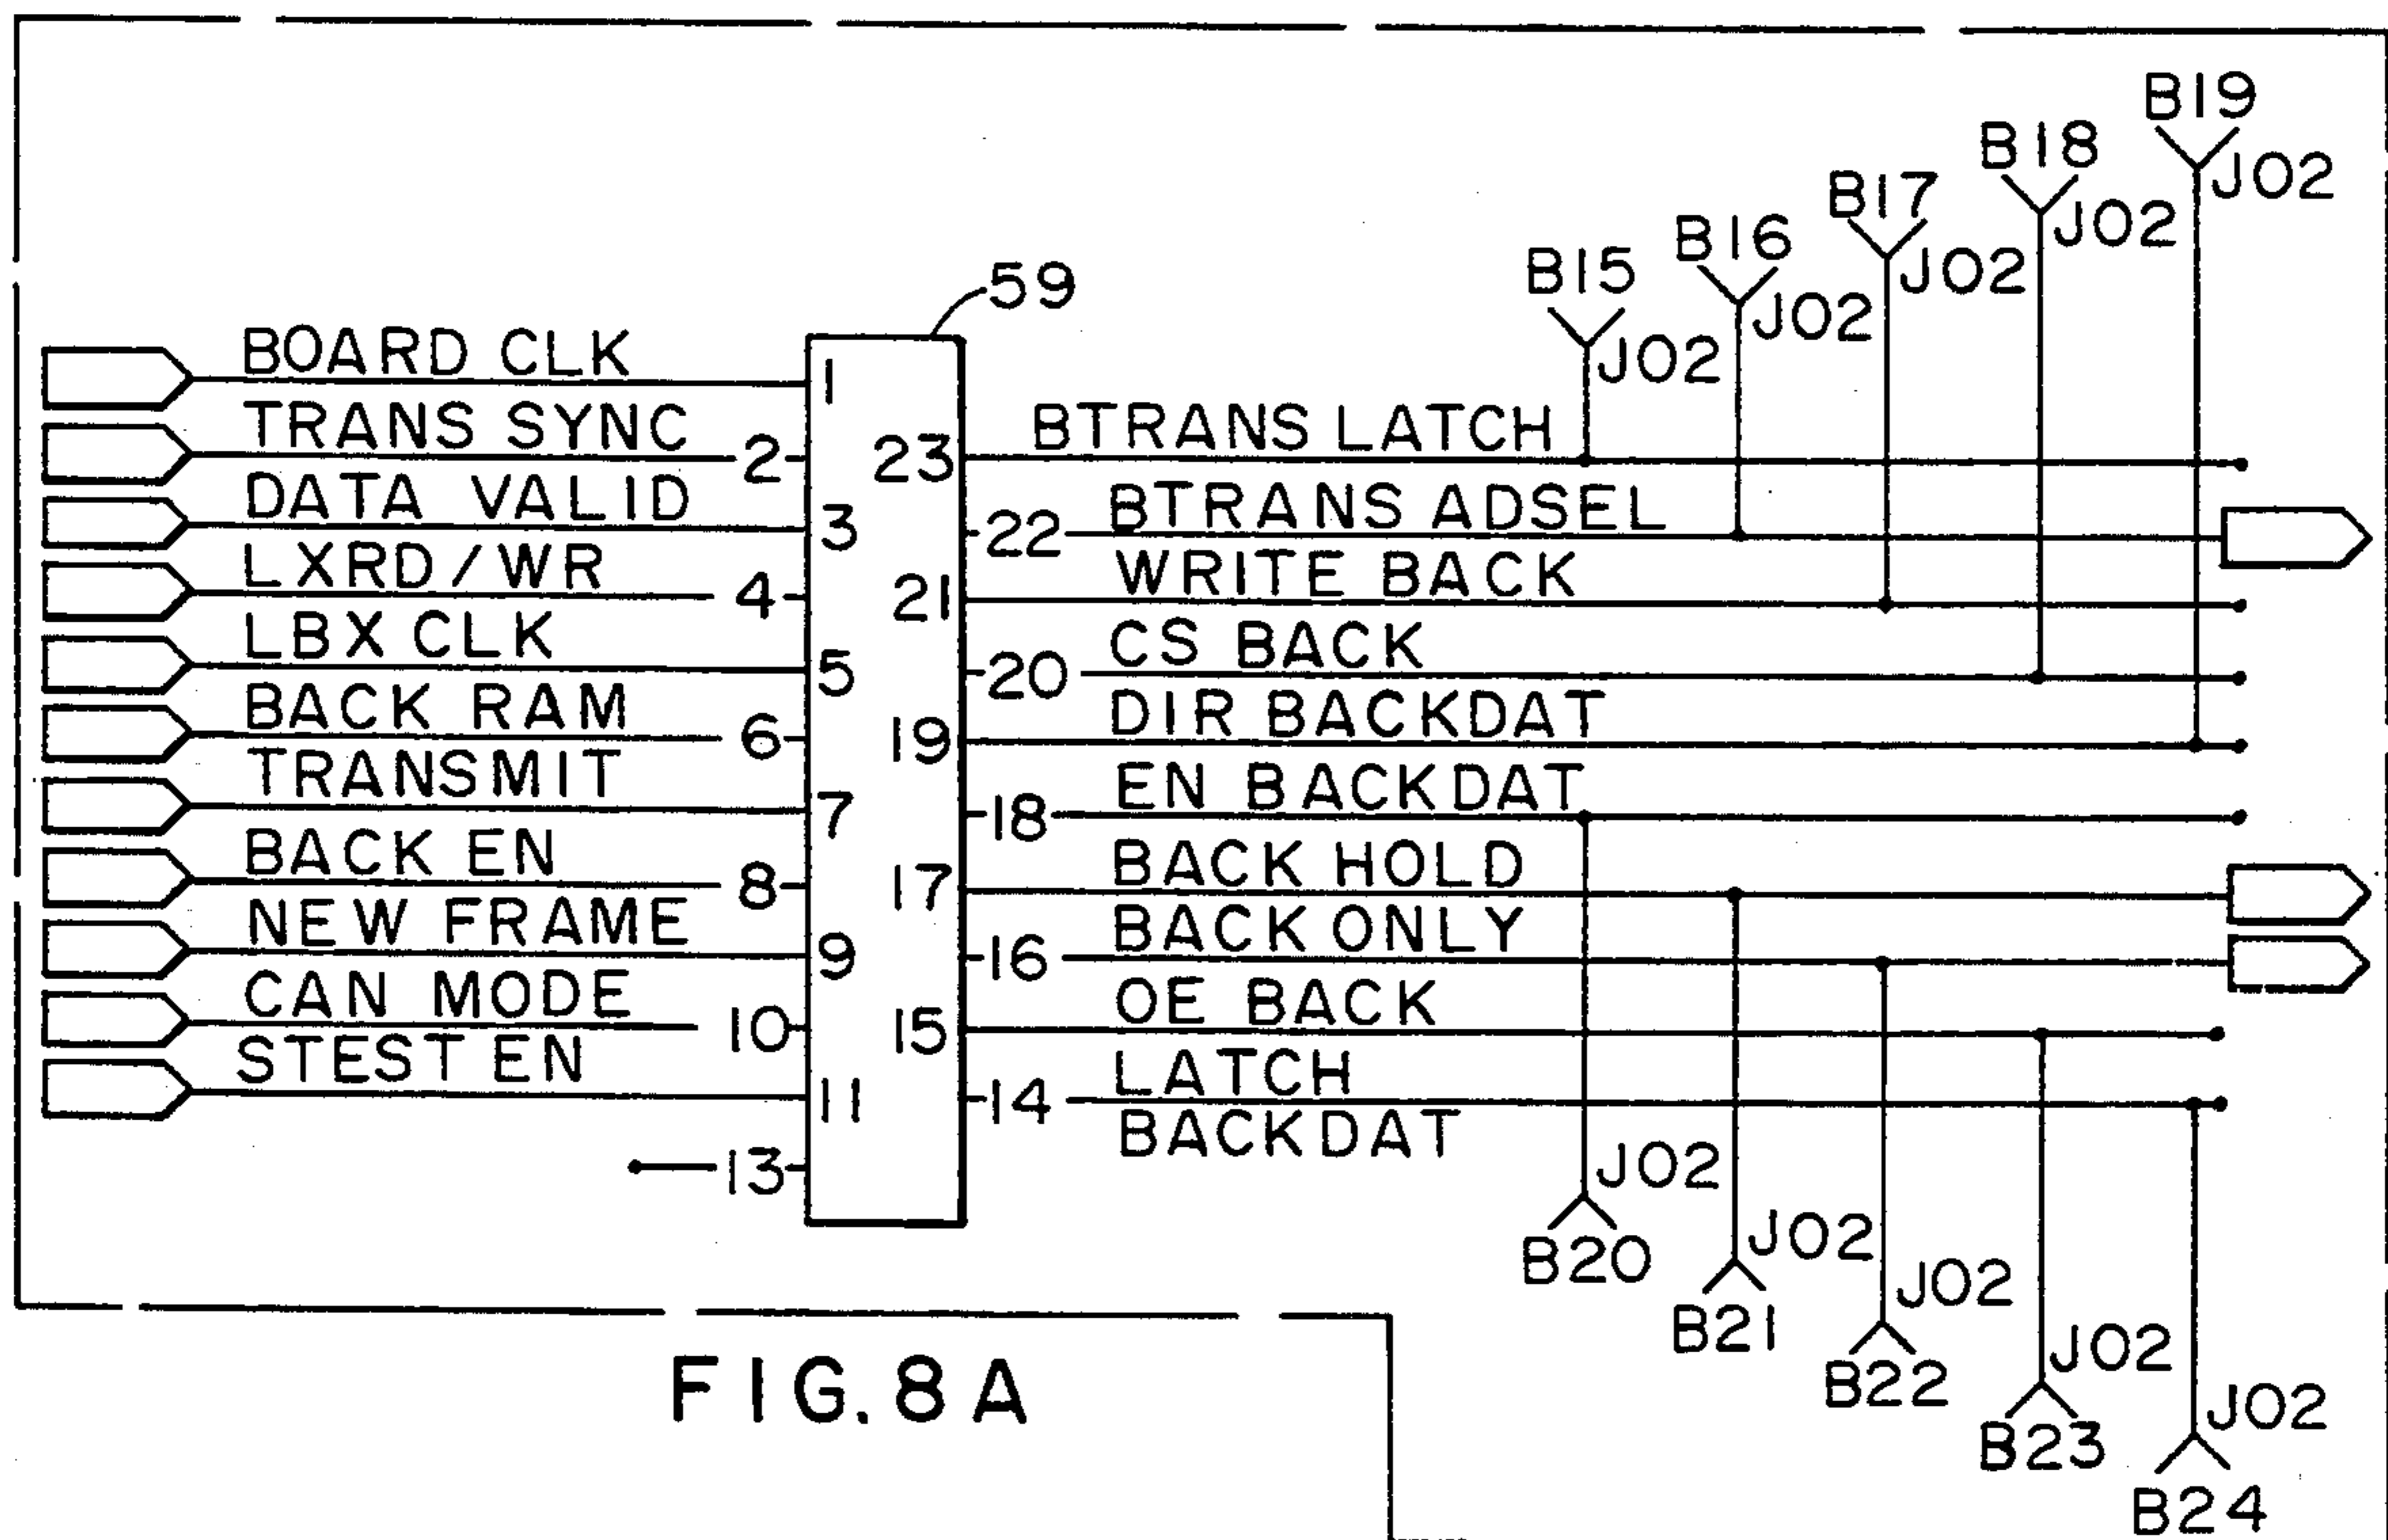 B19
J02
B18
J02
B17
J02
B16
J02
B15
J02
59
BOARD CLK
1
TRANS SYNC
2
DATA VALID
3
LXRD/WR
4
LBX CLK
5
BACK RAM
6
TRANSMIT
7
BACK EN
8
NEW FRAME
9
CAN MODE
10
STEST EN
11
13
23
BTRANS LATCH
22
BTRANS ADSEL
21
WRITE BACK
20
CS BACK
19
DIR BACKDAT
18
EN BACKDAT
17
BACK HOLD
16
BACK ONLY
15
OE BACK
14
LATCH
BACKDAT
J02
B20
J02
B21
J02
B22
J02
B23
J02
B24
FIG. 8A